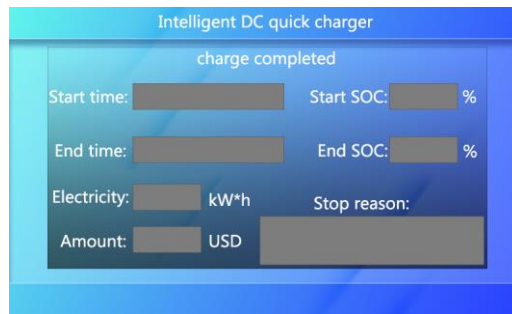 Intelligent DC quick charger
charge completed
Start time: Start SOC: %
End time: End SOC: %
Electricity: kW*h
Stop reason:
Amount: USD